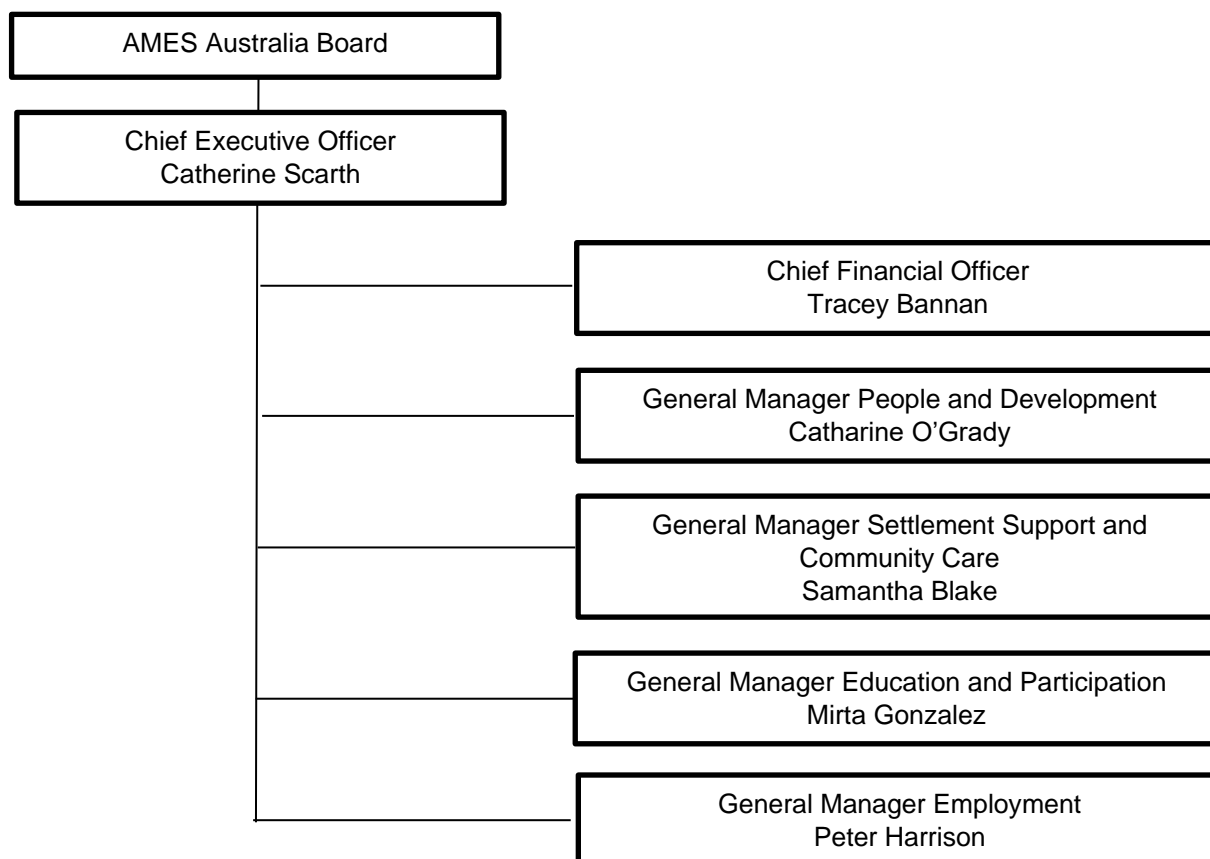 AMES Australia Board
Chief Executive Officer
Catherine Scarth
Chief Financial Officer
Tracey Bannan
General Manager People and Development
Catharine O’Grady
General Manager Settlement Support and
Community Care
Samantha Blake
General Manager Education and Participation
Mirta Gonzalez
General Manager Employment
Peter Harrison